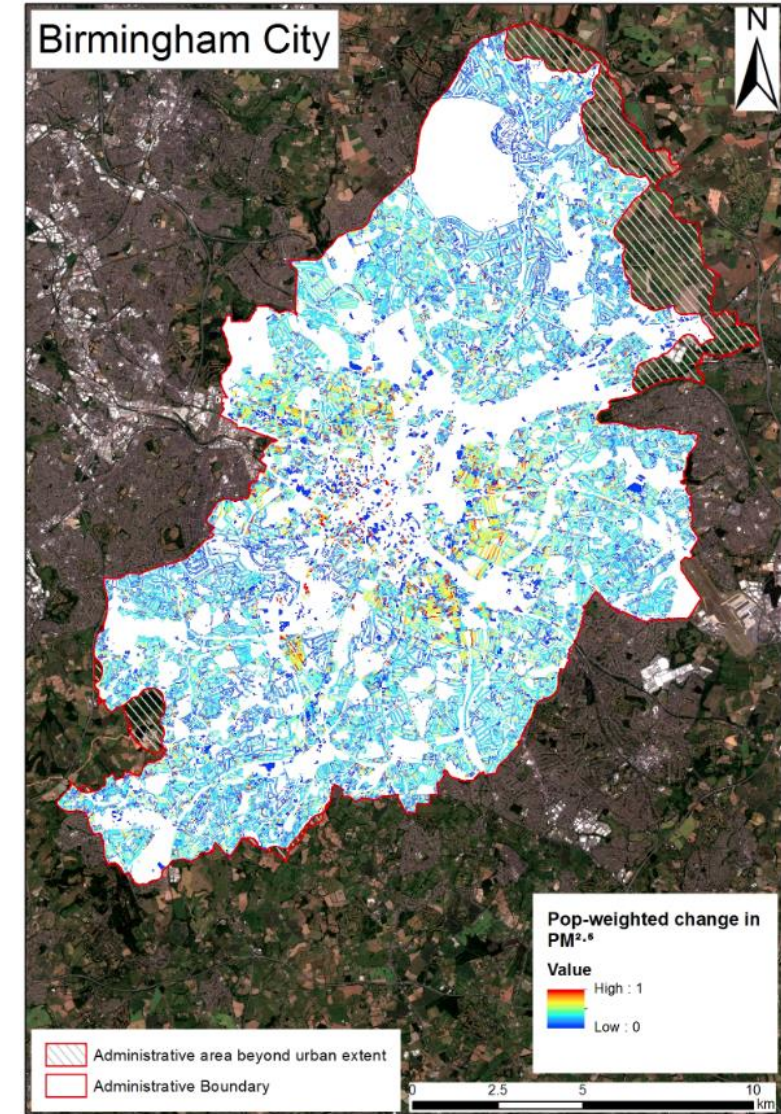 Birmingham City
N
Pop-weighted change in
PM²·⁵
Value
High : 1
Low : 0
Administrative area beyond urban extent
Administrative Boundary
0 2.5 5 10
km